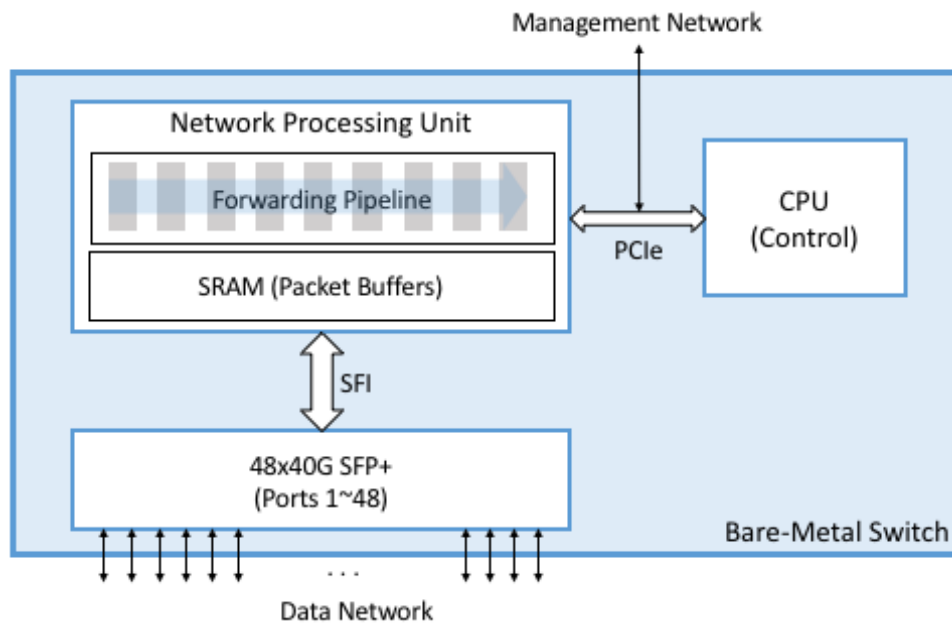 Management Network
Network Processing Unit
Forwarding Pipeline
SRAM (Packet Buffers)
CPU
(Control)
PCIe
SFI
48x40G SFP+
(Ports 1~48)
Bare-Metal Switch
. . .
Data Network